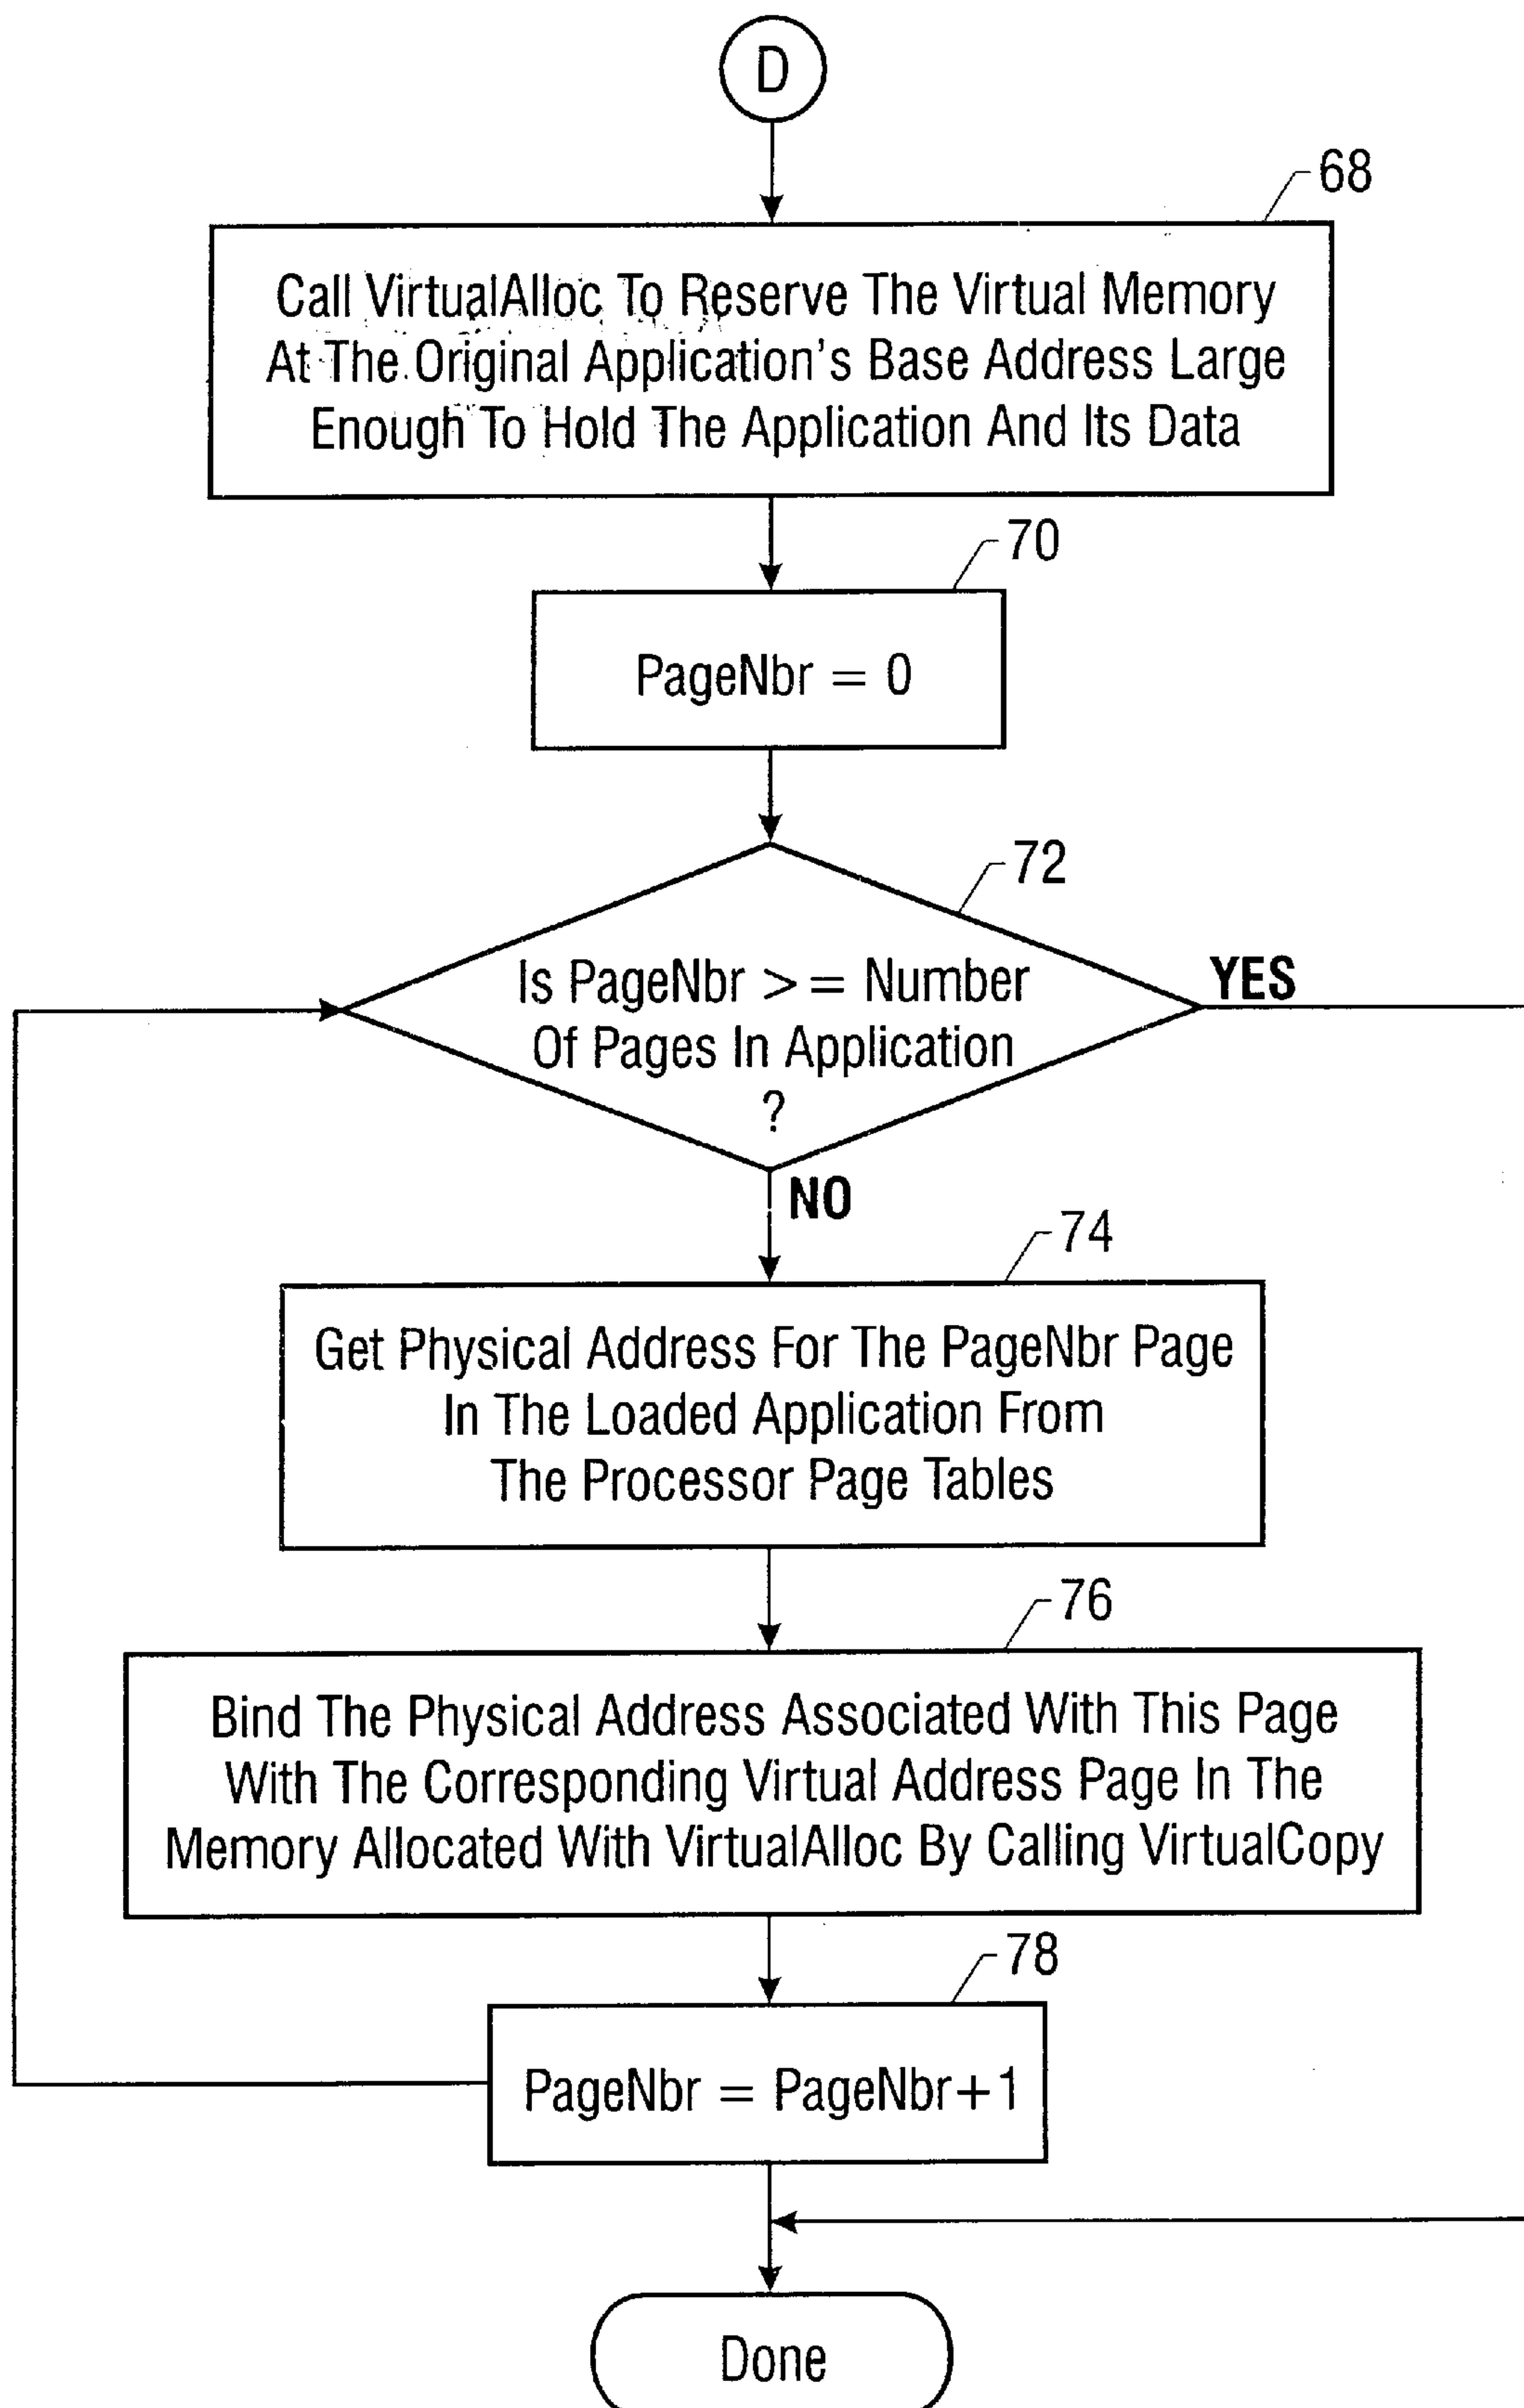 D
68
Call VirtualAlloc To Reserve The Virtual Memory
At The Original Application's Base Address Large
Enough To Hold The Application And Its Data
70
PageNbr = 0
72
Is PageNbr >= Number
Of Pages In Application
?
YES
NO
74
Get Physical Address For The PageNbr Page
In The Loaded Application From
The Processor Page Tables
76
Bind The Physical Address Associated With This Page
With The Corresponding Virtual Address Page In The
Memory Allocated With VirtualAlloc By Calling VirtualCopy
78
PageNbr = PageNbr+1
Done